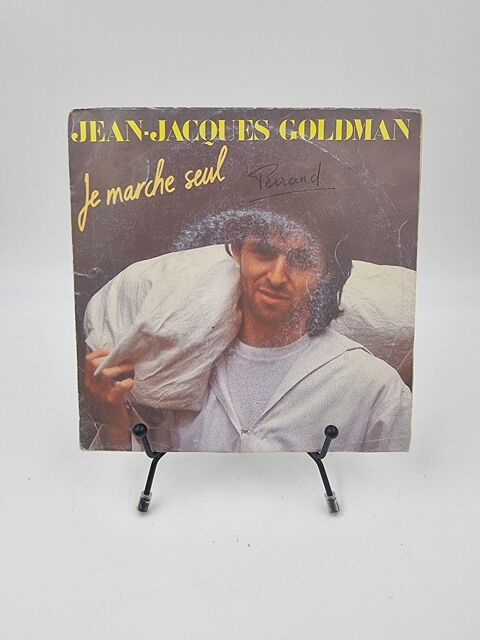 JEAN-JACQUES GOLDMAN
Je marche seul
Perrand